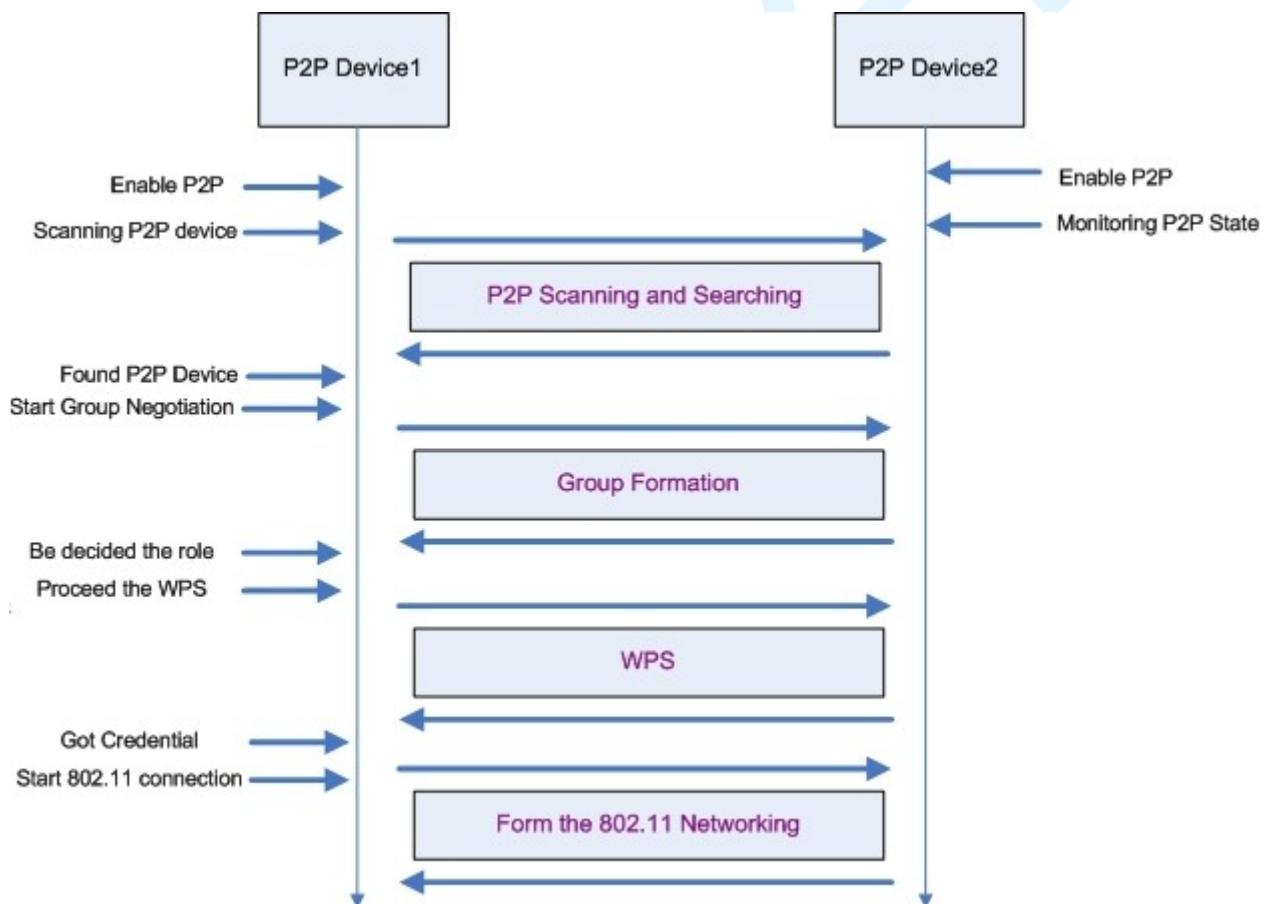 P2P Device1
P2P Device2
Enable P2P
Enable P2P
Scanning P2P device
Monitoring P2P State
P2P Scanning and Searching
Found P2P Device
Start Group Negotiation
Group Formation
Be decided the role
Proceed the WPS
WPS
Got Credential
Start 802.11 connection
Form the 802.11 Networking